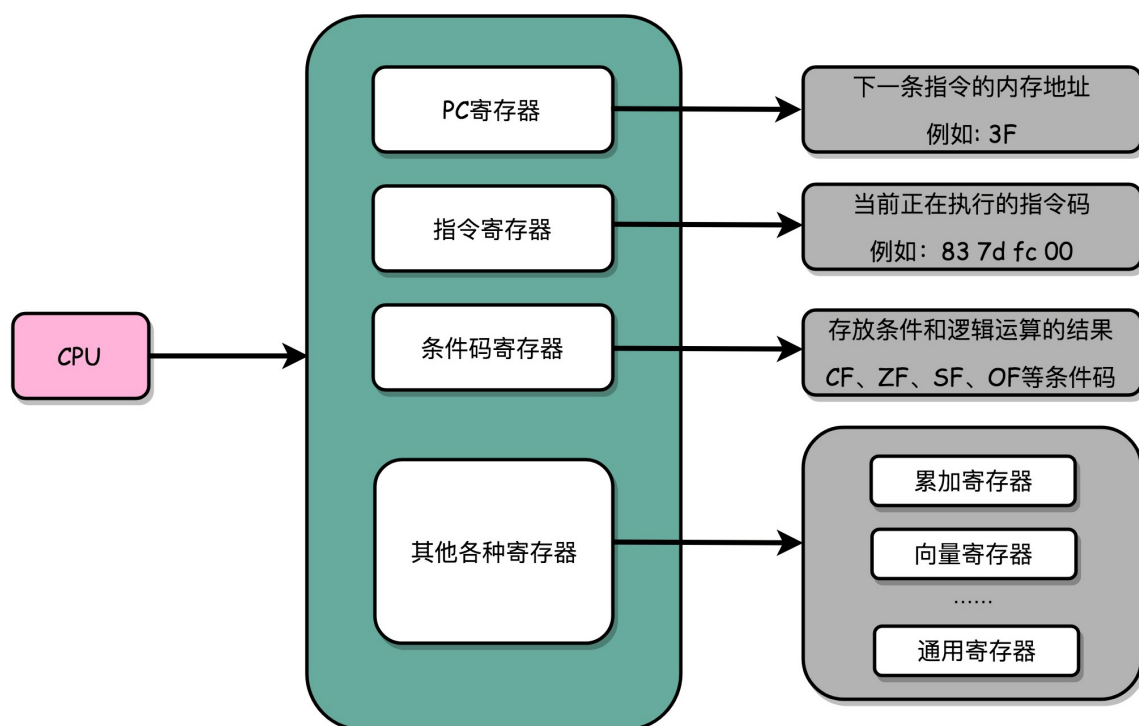 CPU
PC寄存器
下一条指令的内存地址
例如: 3F
指令寄存器
当前正在执行的指令码
例如：83 7d fc 00
条件码寄存器
存放条件和逻辑运算的结果
CF、ZF、SF、OF等条件码
其他各种寄存器
累加寄存器
向量寄存器
……
通用寄存器